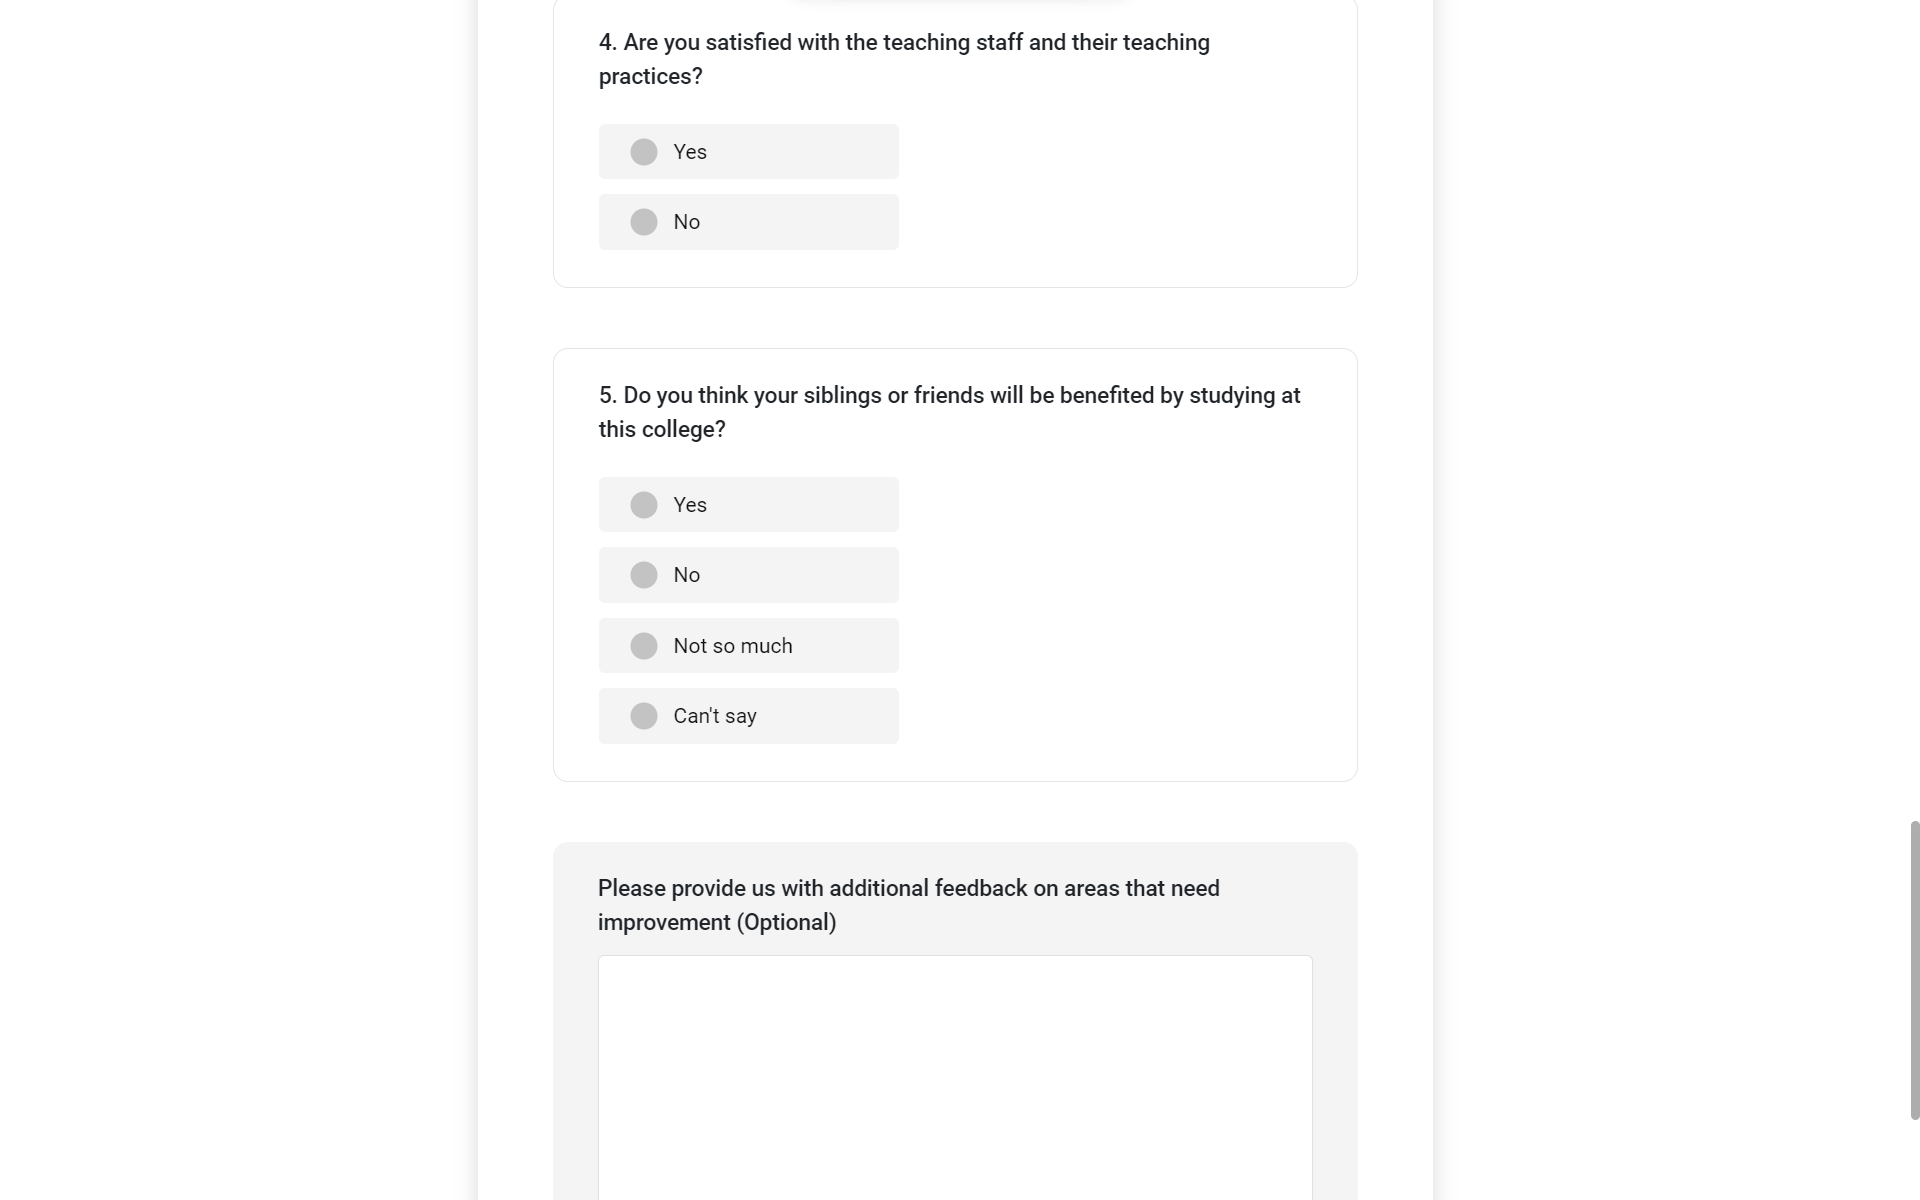 4. Are you satisfied with the teaching staff and their teaching
practices?
Yes
No
5. Do you think your siblings or friends will be benefited by studying at
this college?
Yes
No
Not so much
Can't say
Please provide us with additional feedback on areas that need
improvement (Optional)